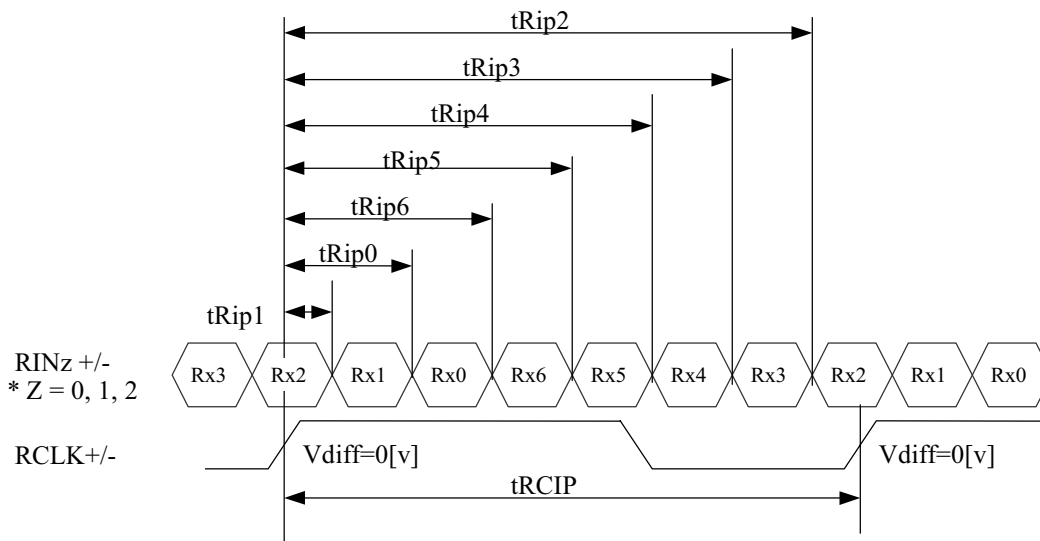 tRip2
tRip3
tRip4
tRip5
tRip6
tRip0
tRip1
RINz +/-
* Z = 0, 1, 2
Rx3 Rx2 Rx1 Rx0 Rx6 Rx5 Rx4 Rx3 Rx2 Rx1 Rx0
RCLK+/-
Vdiff=0[v] Vdiff=0[v]
tRCIP